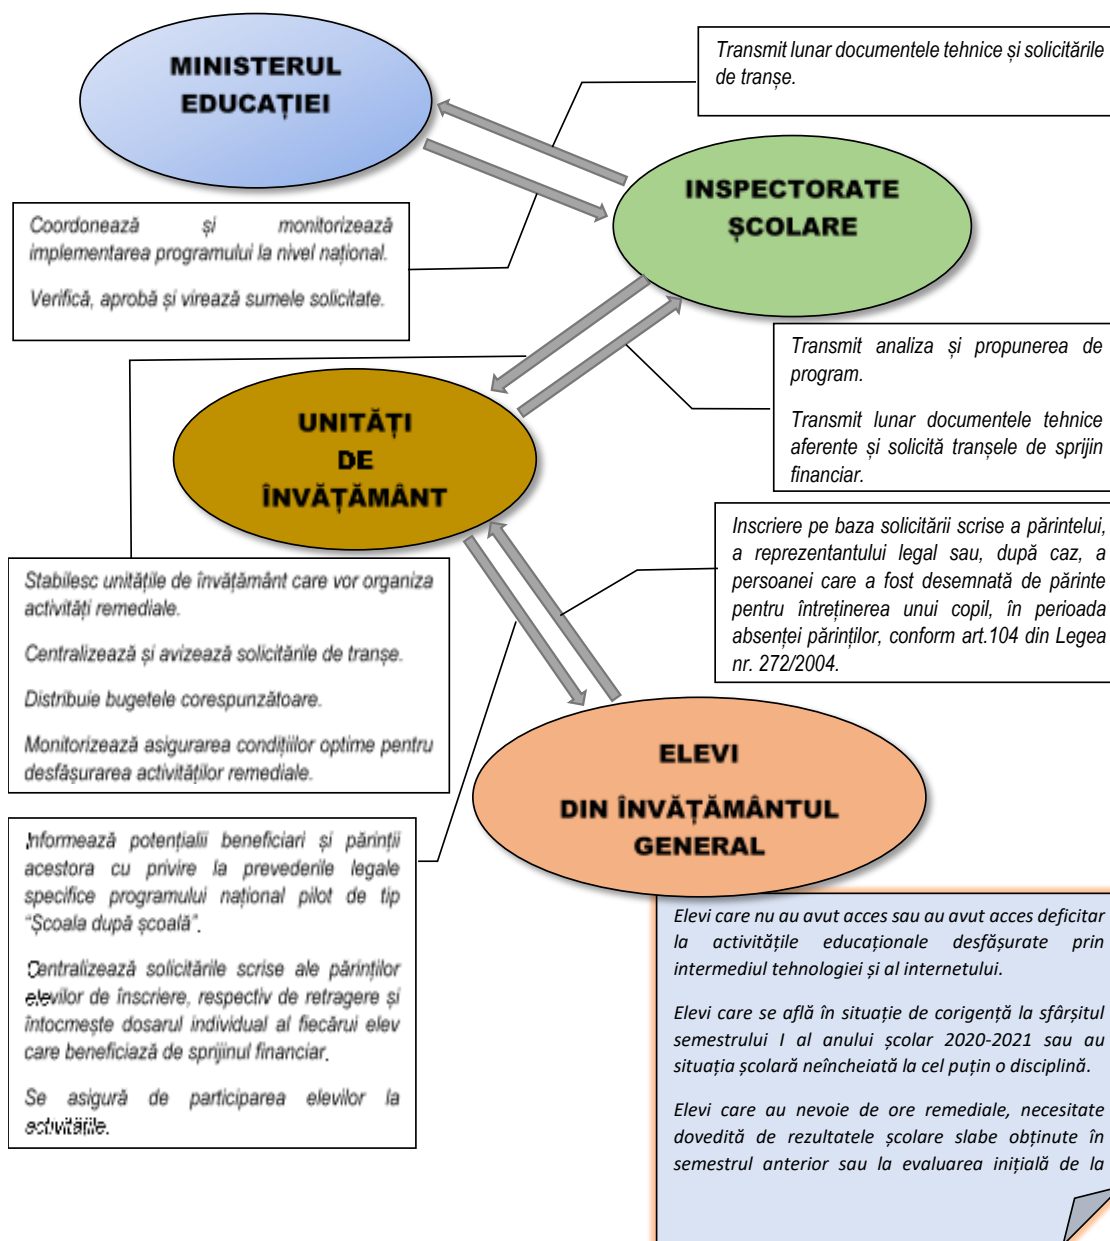 MINISTERUL
EDUCAȚIEI
Transmit lunar documentele tehnice și solicitările
de tranșe.
INSPECTORATE
ȘCOLARE
Coordonează și monitorizează
implementarea programului la nivel național.
Verifică, aprobă și virează sumele solicitate.
Transmit analiza și propunerea de
program.
Transmit lunar documentele tehnice
aferente și solicită tranșele de sprijin
financiar.
UNITĂȚI
DE
ÎNVĂȚĂMÂNT
Inscriere pe baza solicitării scrise a părintelui,
a reprezentantului legal sau, după caz, a
persoanei care a fost desemnată de părinte
pentru întreținerea unui copil, în perioada
absenței părinților, conform art.104 din Legea
nr. 272/2004.
Stabilesc unitățile de învățământ care vor organiza
activități remediale.
Centralizează și avizează solicitările de tranșe.
Distribuie bugetele corespunzătoare.
Monitorizează asigurarea condițiilor optime pentru
desfășurarea activităților remediale.
ELEVI
DIN ÎNVĂȚĂMÂNTUL
GENERAL
Informează potențialii beneficiari și părinții
acestora cu privire la prevederile legale
specifice programului național pilot de tip
“Școala după școală”.
Centralizează solicitările scrise ale părinților
elevilor de înscriere, respectiv de retragere și
întocmește dosarul individual al fiecărui elev
care beneficiază de sprijinul financiar.
Se asigură de participarea elevilor la
activitățile.
Elevi care nu au avut acces sau au avut acces deficitar
la activitățile educaționale desfășurate prin
intermediul tehnologiei și al internetului.
Elevi care se află în situație de corigență la sfârșitul
semestrului I al anului școlar 2020-2021 sau au
situația școlară neîncheiată la cel puțin o disciplină.
Elevi care au nevoie de ore remediale, necesitate
dovedită de rezultatele școlare slabe obținute în
semestrul anterior sau la evaluarea inițială de la